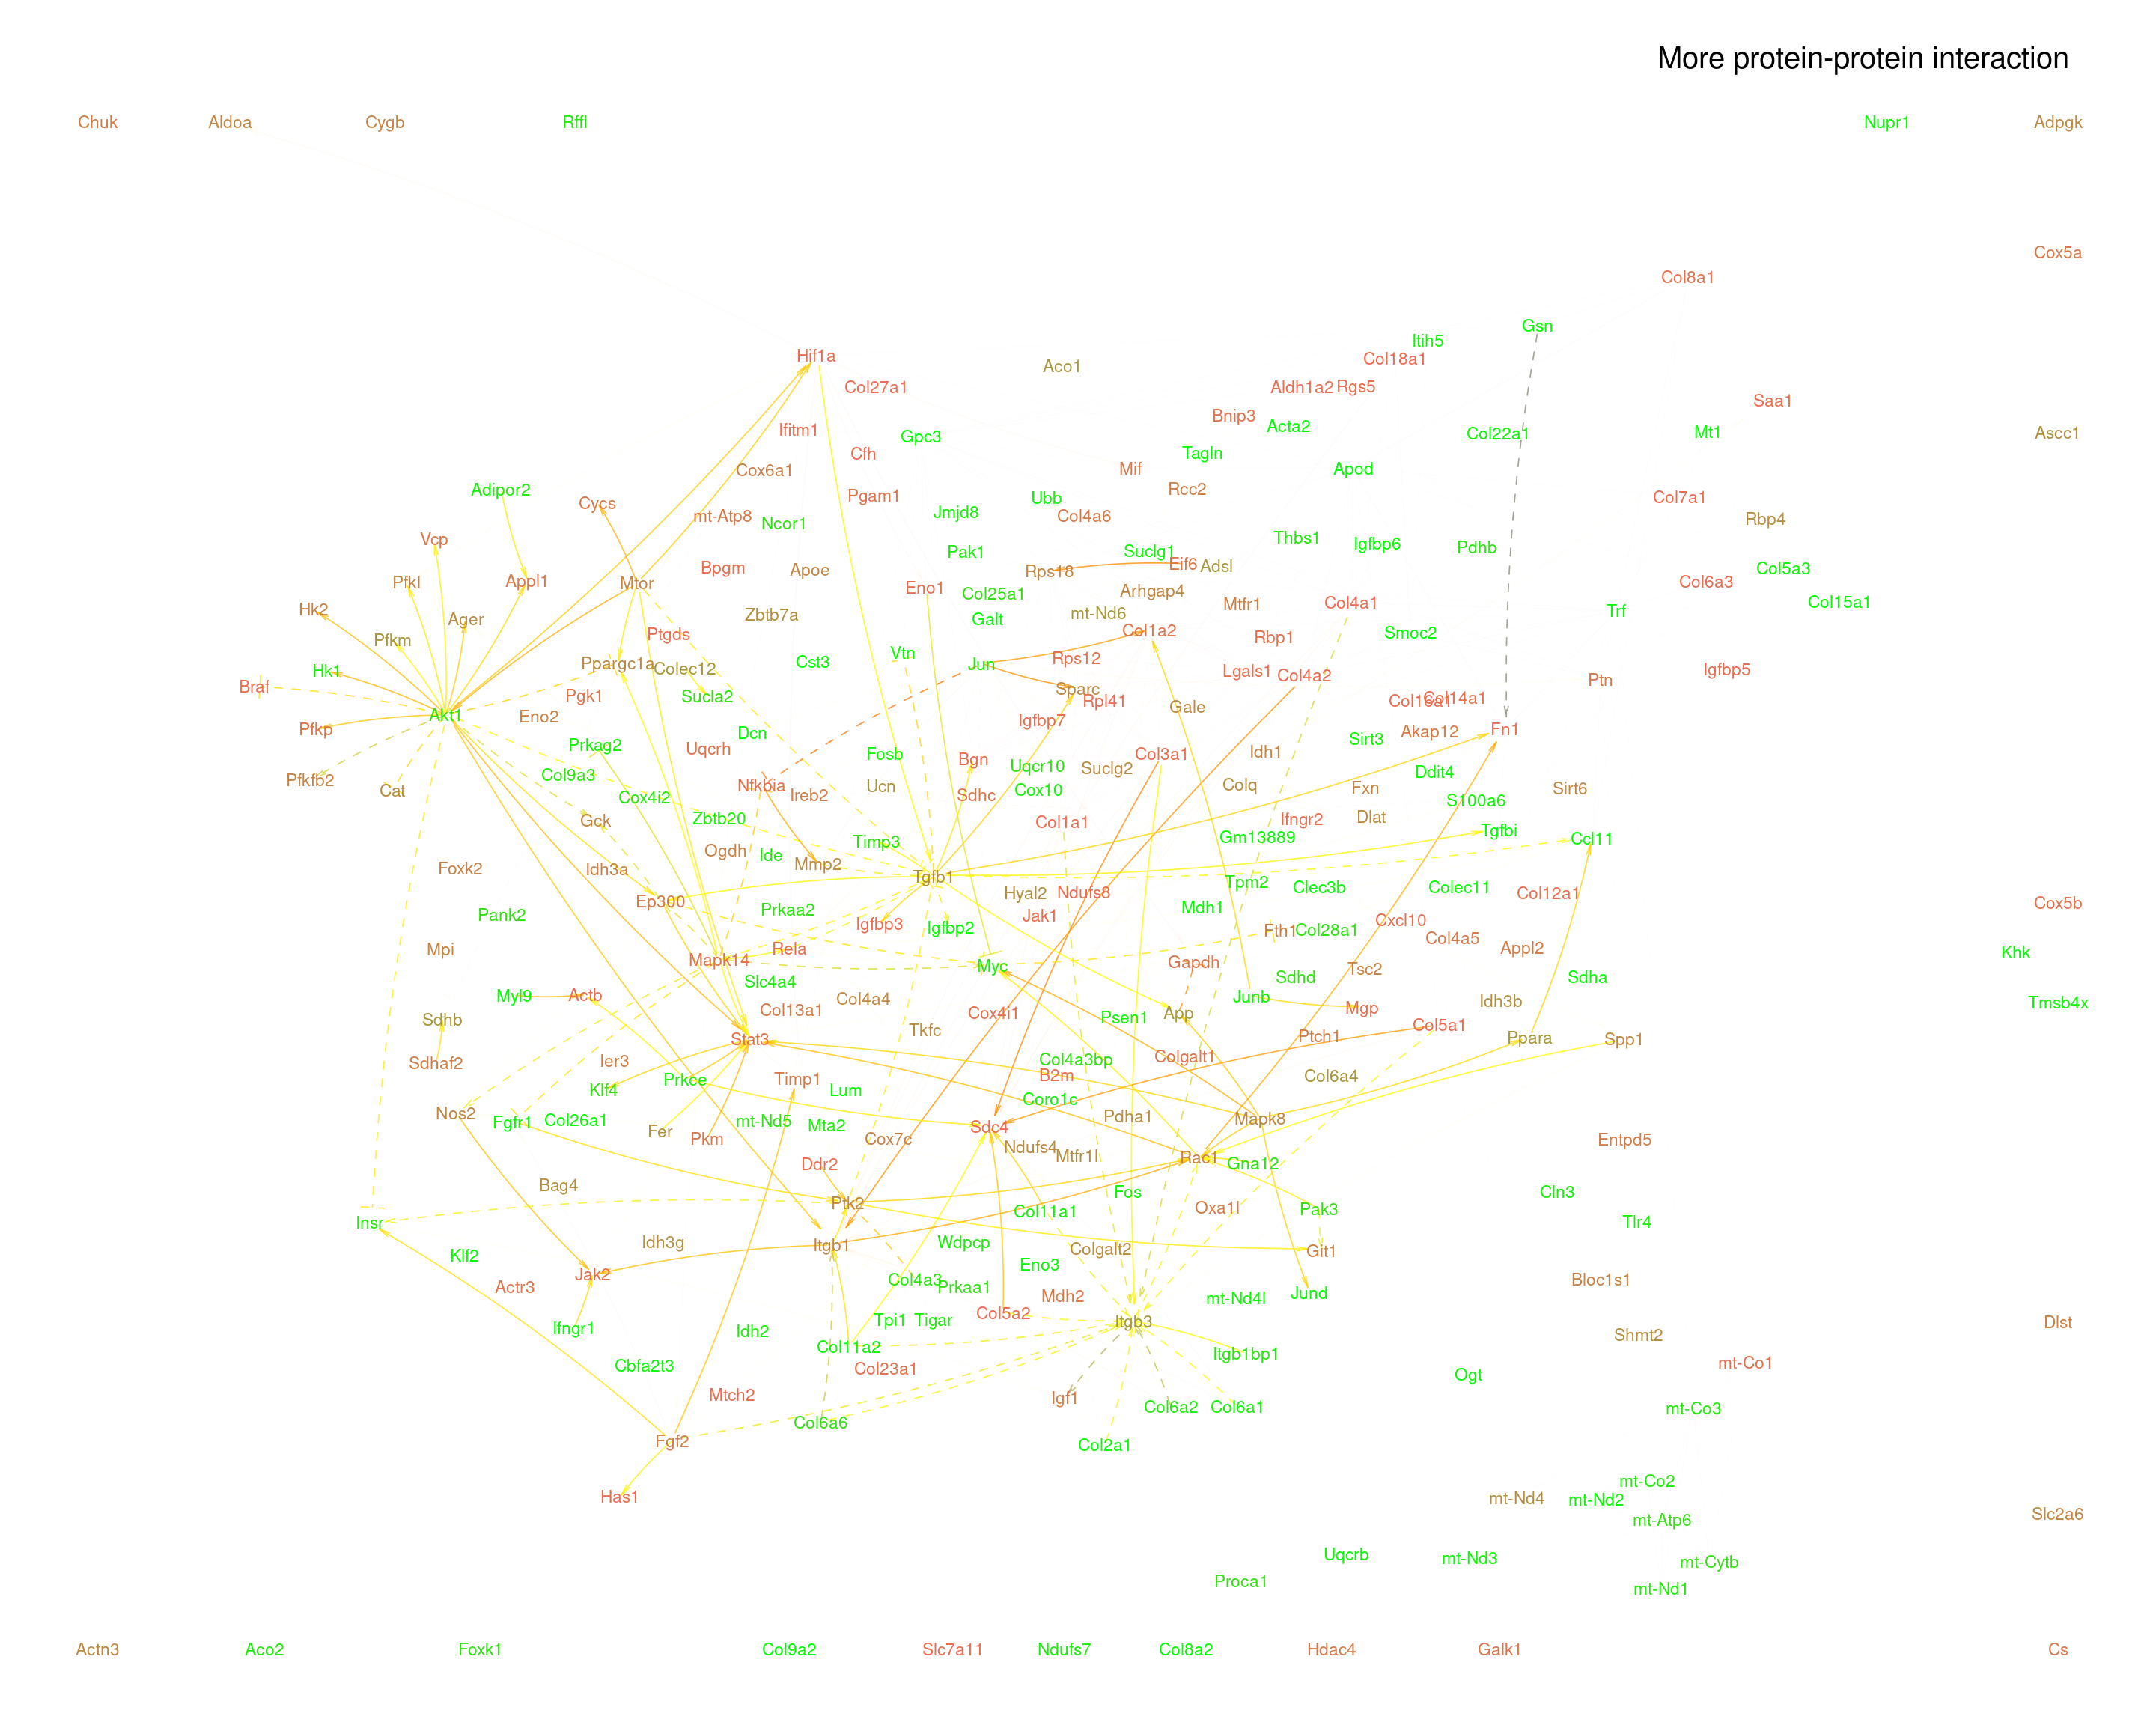 More protein-protein interaction
Chuk
Aldoa
Cygb
Rffl
Nupr1
Adpgk
Cox5a
Col8a1
Gsn
Itih5
Hif1a
Col18a1
Aco1
Col27a1
Aldh1a2
Rgs5
Saa1
Bnip3
Acta2
Ifitm1
Gpc3
Col22a1
Mt1
Ascc1
Cfh
Tagln
Cox6a1
Mif
Apod
Adipor2
Rcc2
Cycs
Pgam1
Ubb
Col7a1
mt-Atp8
Ncor1
Jmjd8
Col4a6
Rbp4
Vcp
Thbs1
Igfbp6
Pak1
Suclg1
Pdhb
Bpgm
Apoe
Rps18
Eif6
Adsl
Col5a3
Pfkl
Appl1
Mtor
Col6a3
Eno1
Col25a1
Arhgap4
Hk2
Ager
Zbtb7a
mt-Nd6
Mtfr1
Col4a1
Trf
Col15a1
Galt
Pfkm
Ptgds
Col1a2
Rbp1
Smoc2
Hk1
Ppargc1a
Colec12
Cst3
Vtn
Jun
Rps12
Lgals1
Col4a2
Igfbp5
Braf
Pgk1
Sucla2
Sparc
Rpl41
Ptn
Pfkp
Akt1
Eno2
Igfbp7
Gale
Col16a1
Col14a1
Prkag2
Uqcrh
Dcn
Fosb
Col3a1
Idh1
Sirt3
Akap12
Fn1
Pfkfb2
Col9a3
Nfkbia
Ireb2
Ucn
Bgn
Uqcr10
Suclg2
Ddit4
Cat
Cox4i2
Sdhc
Cox10
Colq
Fxn
S100a6
Sirt6
Gck
Zbtb20
Col1a1
Ifngr2
Dlat
Tgfbi
Ccl11
Timp3
Gm13889
Foxk2
Idh3a
Ogdh
Ide
Mmp2
Tgfb1
Hyal2
Ndufs8
Tpm2
Clec3b
Colec11
Col12a1
Pank2
Ep300
Prkaa2
Igfbp3
Igfbp2
Jak1
Mdh1
Fth1
Col28a1
Cxcl10
Cox5b
Mpi
Mapk14
Rela
Myc
Gapdh
Tsc2
Col4a5
Appl2
Khk
Slc4a4
Sdhd
Sdha
Myl9
Actb
Col13a1
Col4a4
Junb
Mgp
Idh3b
Tmsb4x
Sdhb
Tkfc
Cox4i1
Psen1
App
Col5a1
Stat3
Ptch1
Ppara
Spp1
Sdhaf2
Ier3
Col4a3bp
Colgalt1
Klf4
Prkce
Timp1
Lum
B2m
Col6a4
Nos2
Fgfr1
Col26a1
mt-Nd5
Mta2
Coro1c
Pdha1
Mapk8
Fer
Pkm
Cox7c
Sdc4
Ndufs4
Mtfr1l
Rac1
Entpd5
Ddr2
Gna12
Bag4
Ptk2
Fos
Cln3
Insr
Col11a1
Oxa1l
Pak3
Tlr4
Klf2
Idh3g
Itgb1
Wdpcp
Colgalt2
Git1
Jak2
Actr3
Col4a3
Prkaa1
Eno3
Bloc1s1
Mdh2
mt-Nd4l
Jund
Ifngr1
Idh2
Tpi1
Tigar
Col5a2
Itgb3
Shmt2
Dlst
Cbfa2t3
Col11a2
Col23a1
Itgb1bp1
mt-Co1
Mtch2
Igf1
Col6a2
Col6a1
Ogt
mt-Co3
Col6a6
Fgf2
Col2a1
Has1
mt-Nd4
mt-Nd2
mt-Co2
mt-Atp6
Slc2a6
Uqcrb
mt-Nd3
mt-Cytb
Proca1
mt-Nd1
Actn3
Aco2
Foxk1
Col9a2
Slc7a11
Ndufs7
Col8a2
Hdac4
Galk1
Cs